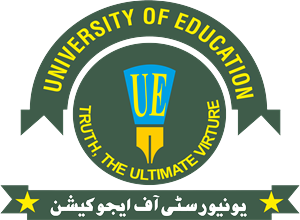 UNIVERSITY OF EDUCATION
UE
TRUTH, THE ULTIMATE VIRTURE
یونیورسٹی آف ایجوکیشن